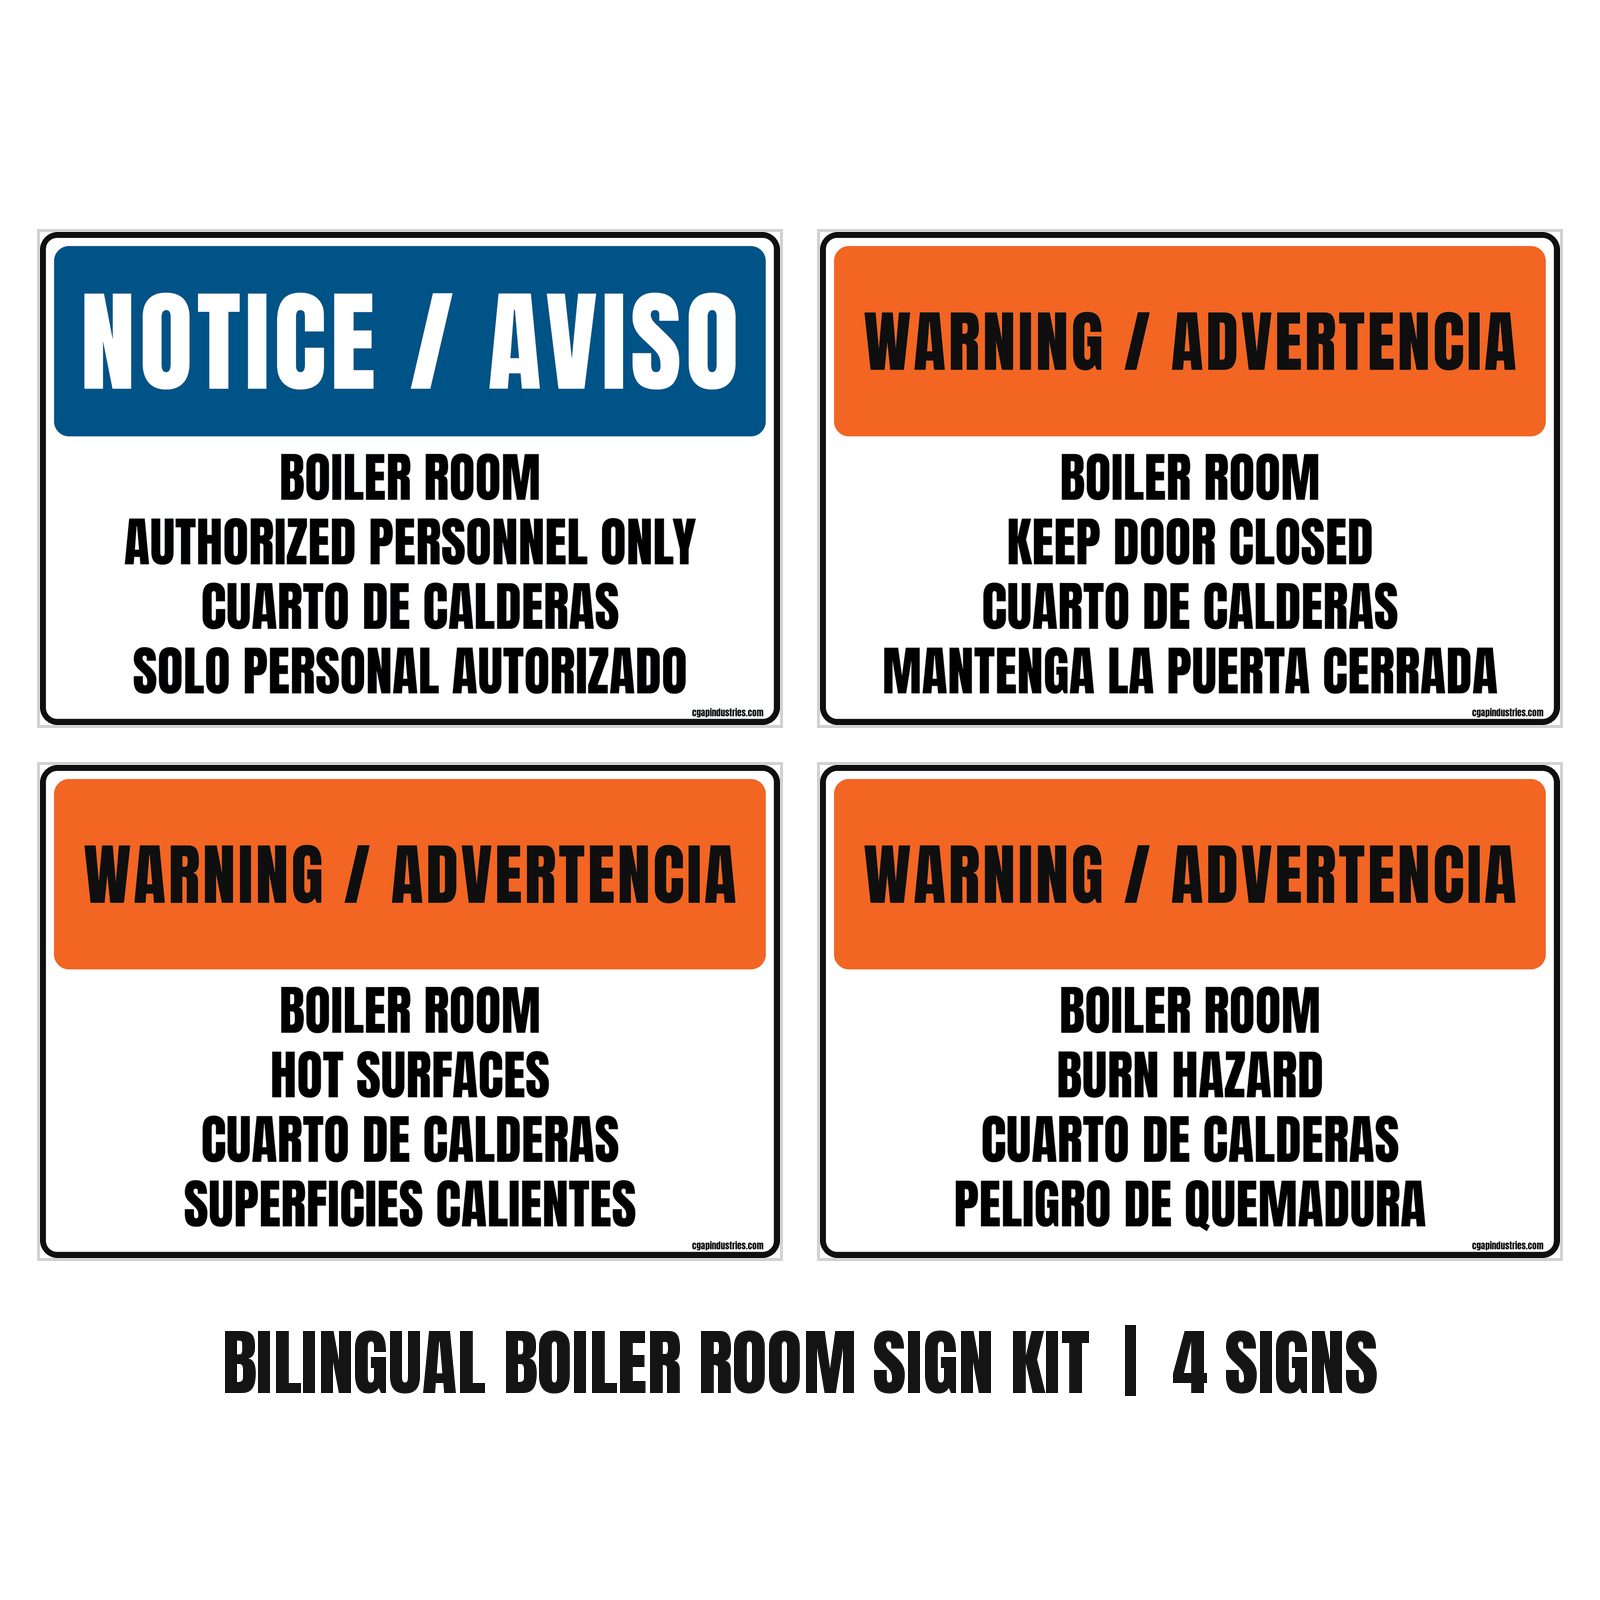 NOTICE / AVISO
BOILER ROOM
AUTHORIZED PERSONNEL ONLY
CUARTO DE CALDERAS
SOLO PERSONAL AUTORIZADO
cgapindustries.com
WARNING / ADVERTENCIA
BOILER ROOM
KEEP DOOR CLOSED
CUARTO DE CALDERAS
MANTENGA LA PUERTA CERRADA
cgapindustries.com
WARNING / ADVERTENCIA
BOILER ROOM
HOT SURFACES
CUARTO DE CALDERAS
SUPERFICIES CALIENTES
cgapindustries.com
WARNING / ADVERTENCIA
BOILER ROOM
BURN HAZARD
CUARTO DE CALDERAS
PELIGRO DE QUEMADURA
cgapindustries.com
BILINGUAL BOILER ROOM SIGN KIT | 4 SIGNS